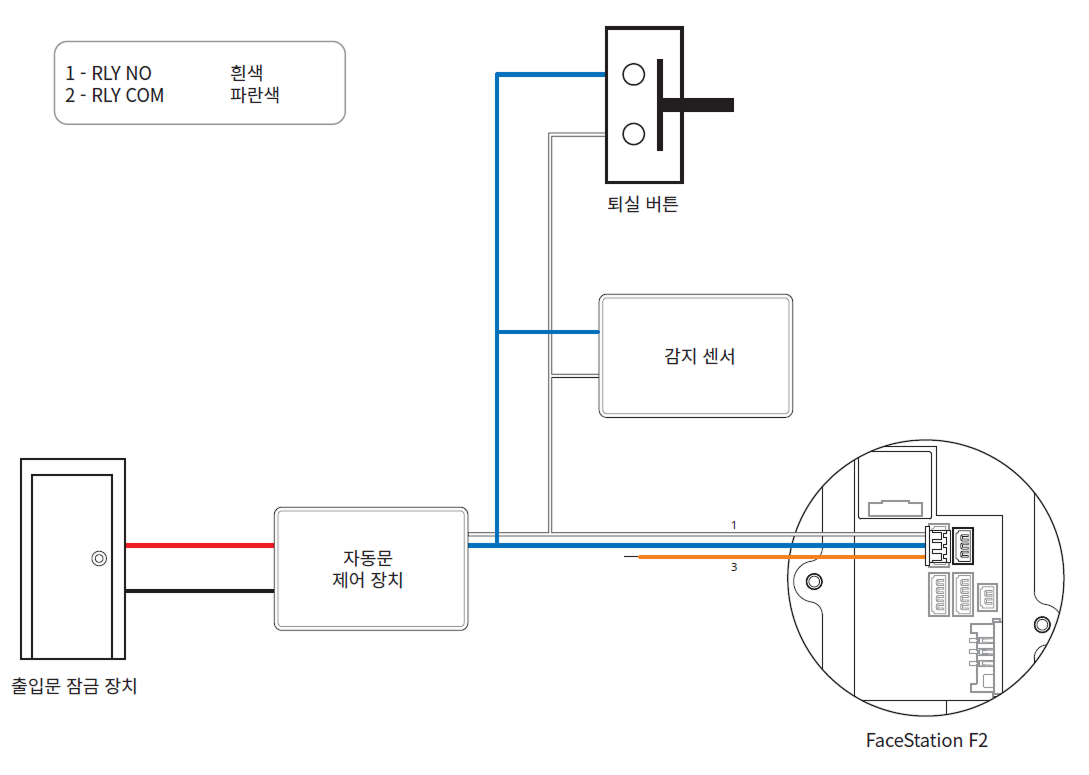 1 - RLY NO 흰색
2 - RLY COM 파란색
퇴실 버튼
감지 센서
1
자동문
제어 장치
3
출입문 잠금 장치
FaceStation F2